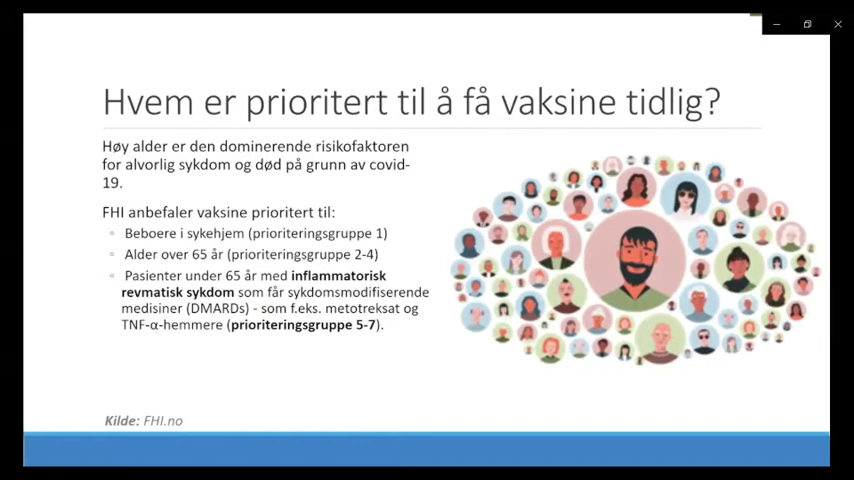 Hvem er prioritert til å få vaksine tidlig?
Høy alder er den dominerende risikofaktoren
for alvorlig sykdom og død på grunn av covid-
19.
FHI anbefaler vaksine prioritert til:
Beboere i sykehjem (prioriteringsgruppe 1)
Alder over 65 år (prioriteringsgruppe 2-4)
Pasienter under 65 år med inflammatorisk
revmatisk sykdom som får sykdomsmodifiserende
medisiner (DMARDs) - som f.eks. metotreksat og
TNF-α-hemmere (prioriteringsgruppe 5-7).
Kilde: FHI.no